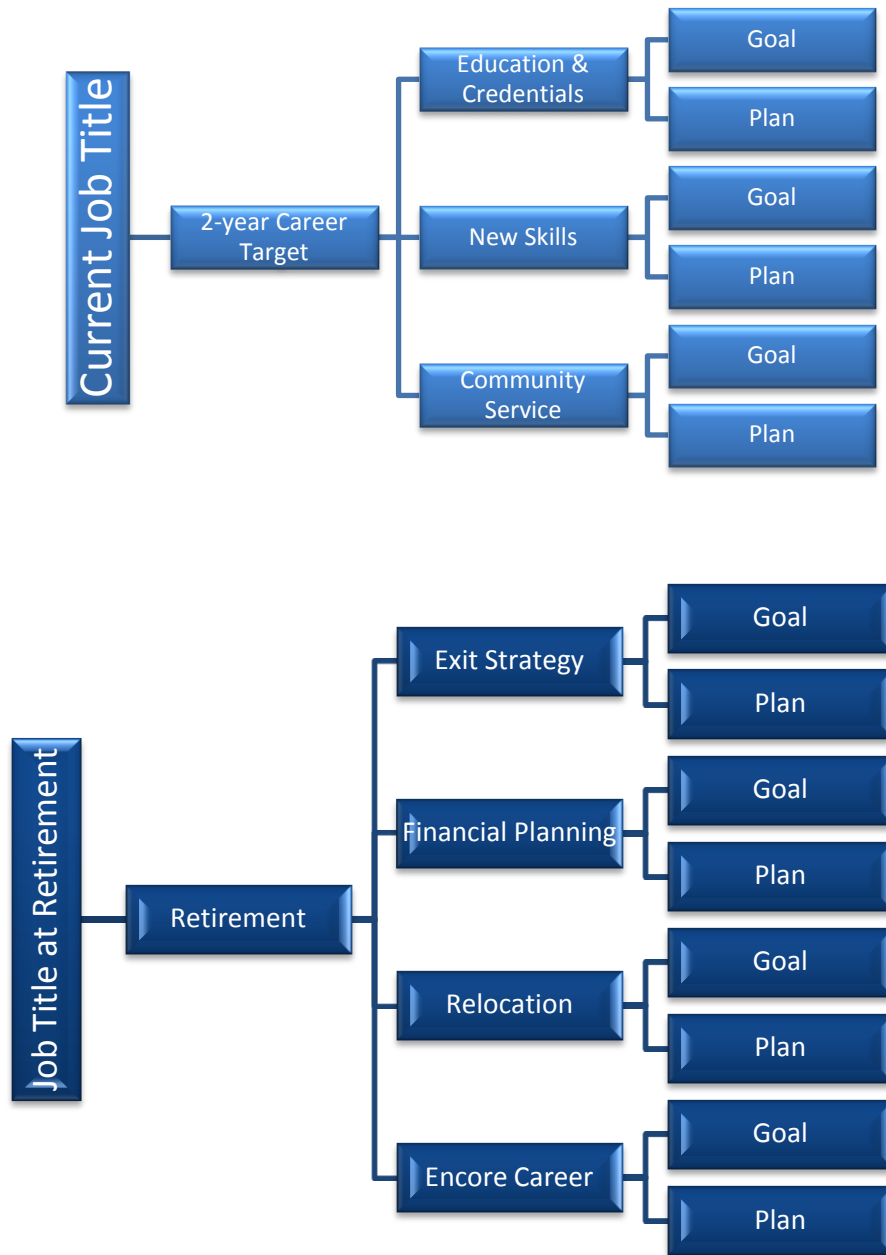 Current Job Title
2-year Career
Target
Education &
Credentials
Goal
Plan
New Skills
Goal
Plan
Community
Service
Goal
Plan
Job Title at Retirement
Retirement
Exit Strategy
Goal
Plan
Financial Planning
Goal
Plan
Relocation
Goal
Plan
Encore Career
Goal
Plan